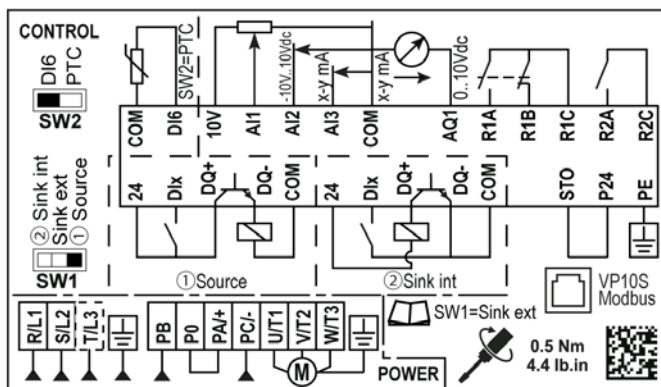 CONTROL
DI6
PTC
SW2
SW2=PTC
-10V..10Vdc
x-y mA
x-y mA
0..10Vdc
COM DI6 10V AI1 AI2 AI3 COM AQ1 R1A R1B R1C R2A R2C
24 DIx DQ+ DQ- COM 24 DIx DQ+ DQ- COM STO P24 PE
② Sink int
Sink ext
① Source
SW1
①Source
②Sink int
VP10S
Modbus
SW1=Sink ext
R/L1 S/L2 T/L3 PB P0 PA/+ PC/- U/T1 V/T2 W/T3
M
POWER
0.5 Nm
4.4 lb.in